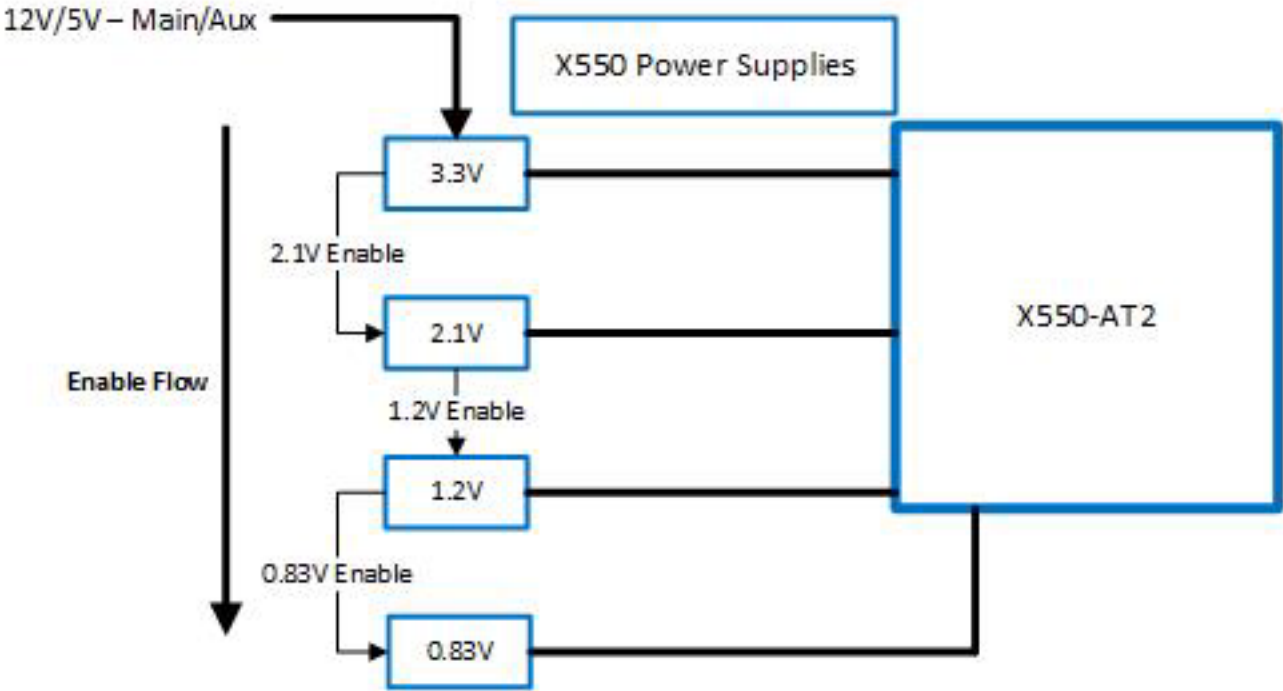 12V/5V – Main/Aux
X550 Power Supplies
3.3V
2.1V Enable
2.1V
X550-AT2
Enable Flow
1.2V Enable
1.2V
0.83V Enable
0.83V